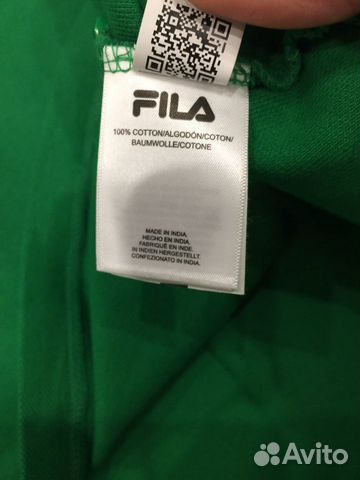 FILA
100% COTTON/ALGODÓN/COTON/
BAUMWOLLE/COTONE
MADE IN INDIA.
HECHO EN INDIA.
FABRIQUÉ EN INDE.
IN INDIEN HERGESTELLT.
CONFEZIONATO IN INDIA.
Avito